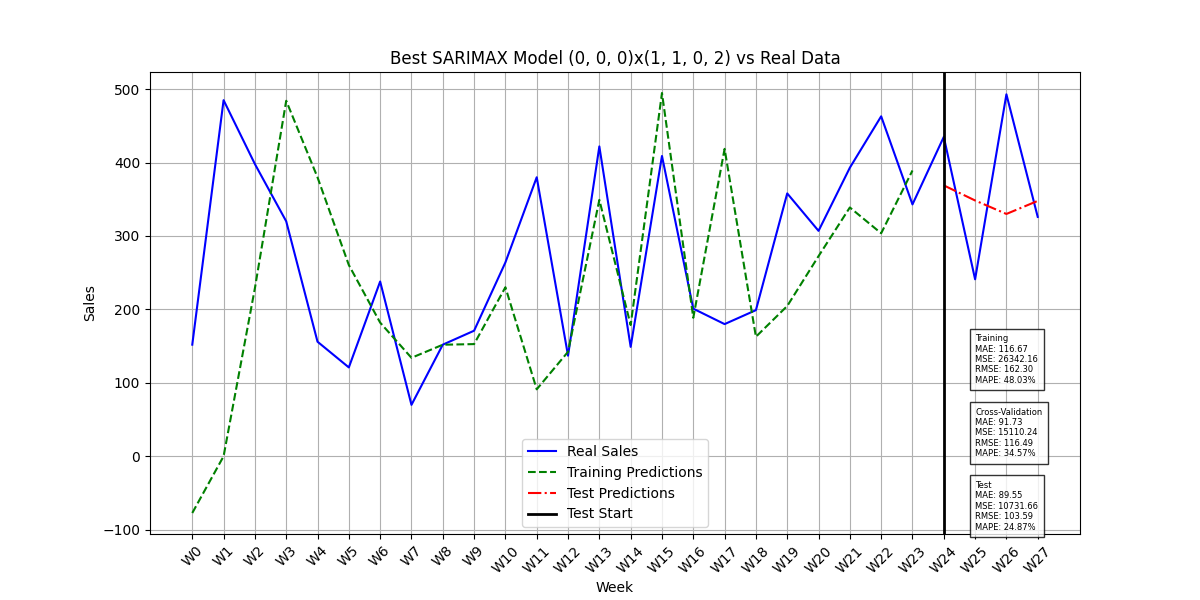 Best SARIMAX Model (0, 0, 0)x(1, 1, 0, 2) vs Real Data
Sales
500
400
300
200
100
0
−100
Training
MAE: 116.67
MSE: 26342.16
RMSE: 162.30
MAPE: 48.03%
Cross-Validation
MAE: 91.73
MSE: 15110.24
RMSE: 116.49
MAPE: 34.57%
Test
MAE: 89.55
MSE: 10731.66
RMSE: 103.59
MAPE: 24.87%
Real Sales
Training Predictions
Test Predictions
Test Start
W0 W1 W2 W3 W4 W5 W6 W7 W8 W9 W10 W11 W12 W13 W14 W15 W16 W17 W18 W19 W20 W21 W22 W23 W24 W25 W26 W27
Week